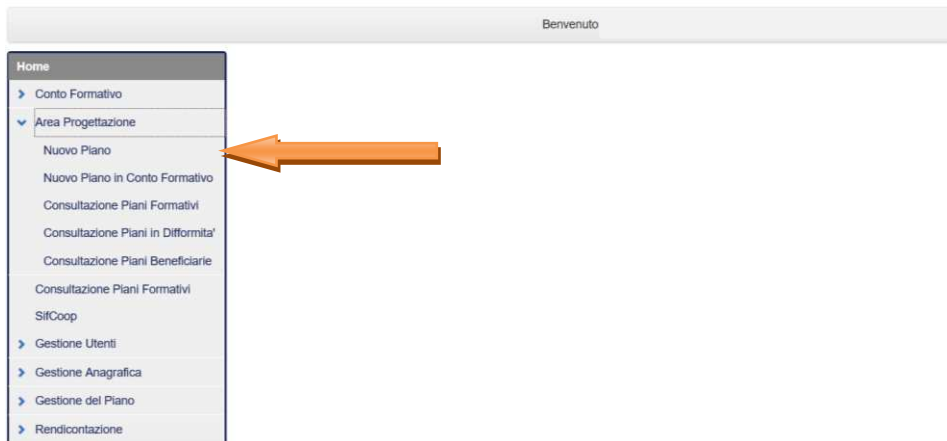 Benvenuto
Home
Conto Formativo
Area Progettazione
Nuovo Piano
Nuovo Piano in Conto Formativo
Consultazione Piani Formativi
Consultazione Piani in Difformita'
Consultazione Piani Beneficiarie
Consultazione Piani Formativi
SifCoop
Gestione Utenti
Gestione Anagrafica
Gestione del Piano
Rendicontazione